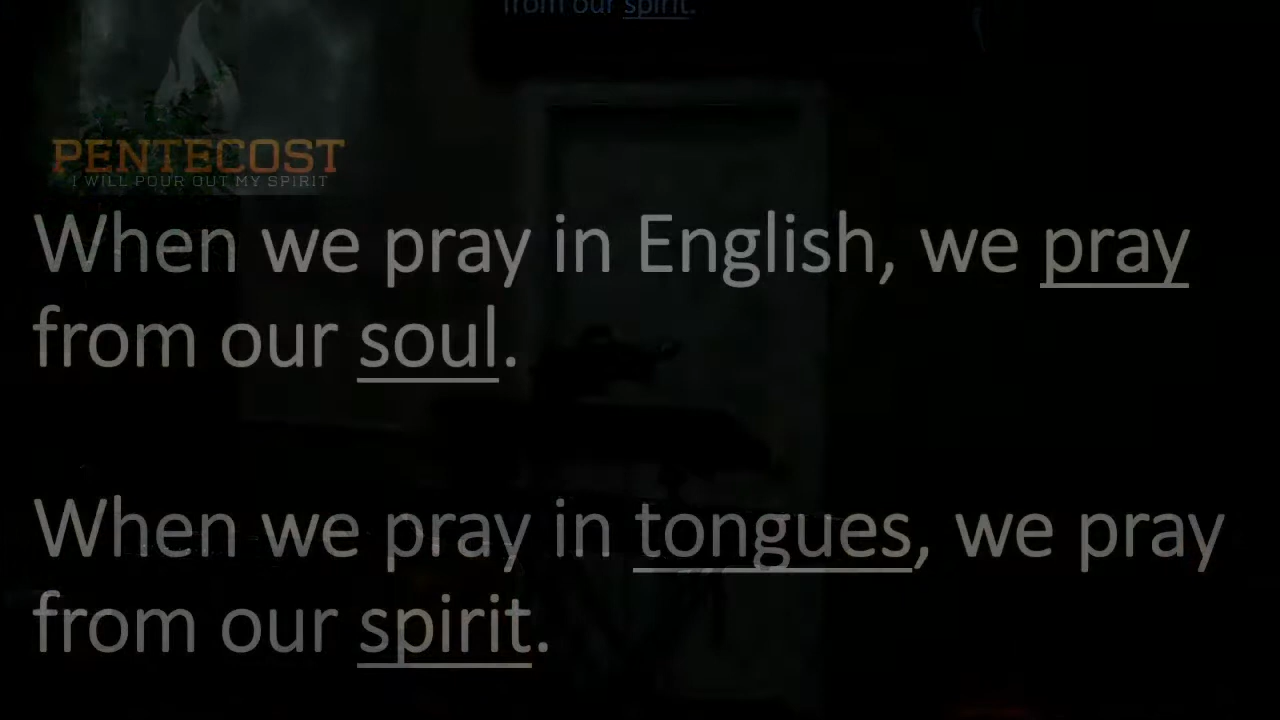 from our spirit.
PENTECOST
I WILL POUR OUT MY SPIRIT
When we pray in English, we pray
from our soul.
When we pray in tongues, we pray
from our spirit.